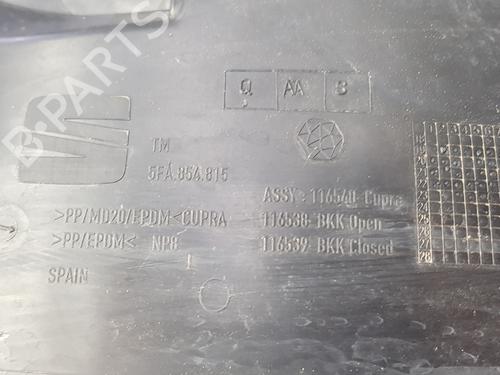 Q AA S
TM
5FA.854.815
ASSY : 116540 Cupra
>PP/MD20/EPDM<CUPRA
116538: BKK Open
>PP/EPDM< NP8
116539: BKK Closed
SPAIN
B-PARTS